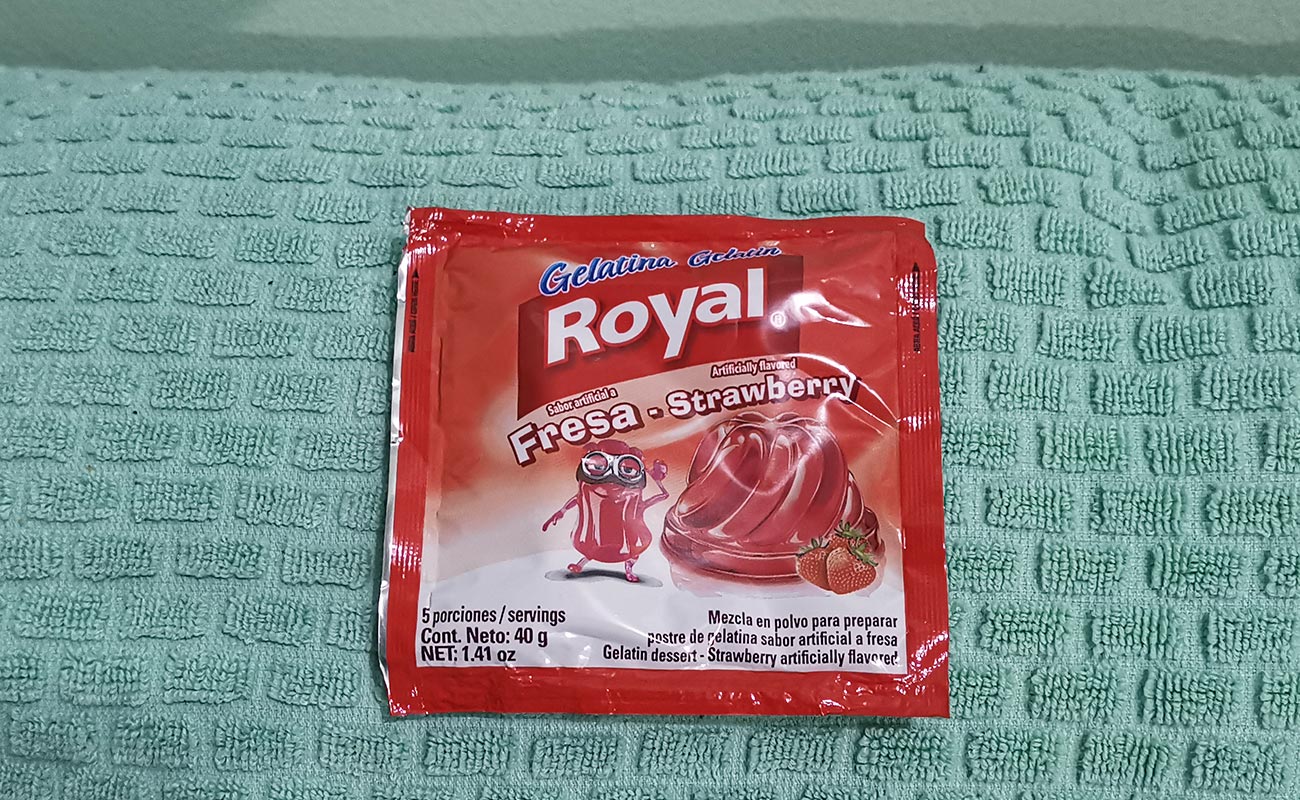 Gelatina Gelatin
Royal®
Artificially flavored
Sabor artificial a
Fresa - Strawberry
5 porciones / servings
Cont. Neto: 40 g
NET: 1.41 oz
Mezcla en polvo para preparar
postre de gelatina sabor artificial a fresa
Gelatin dessert - Strawberry artificially flavored